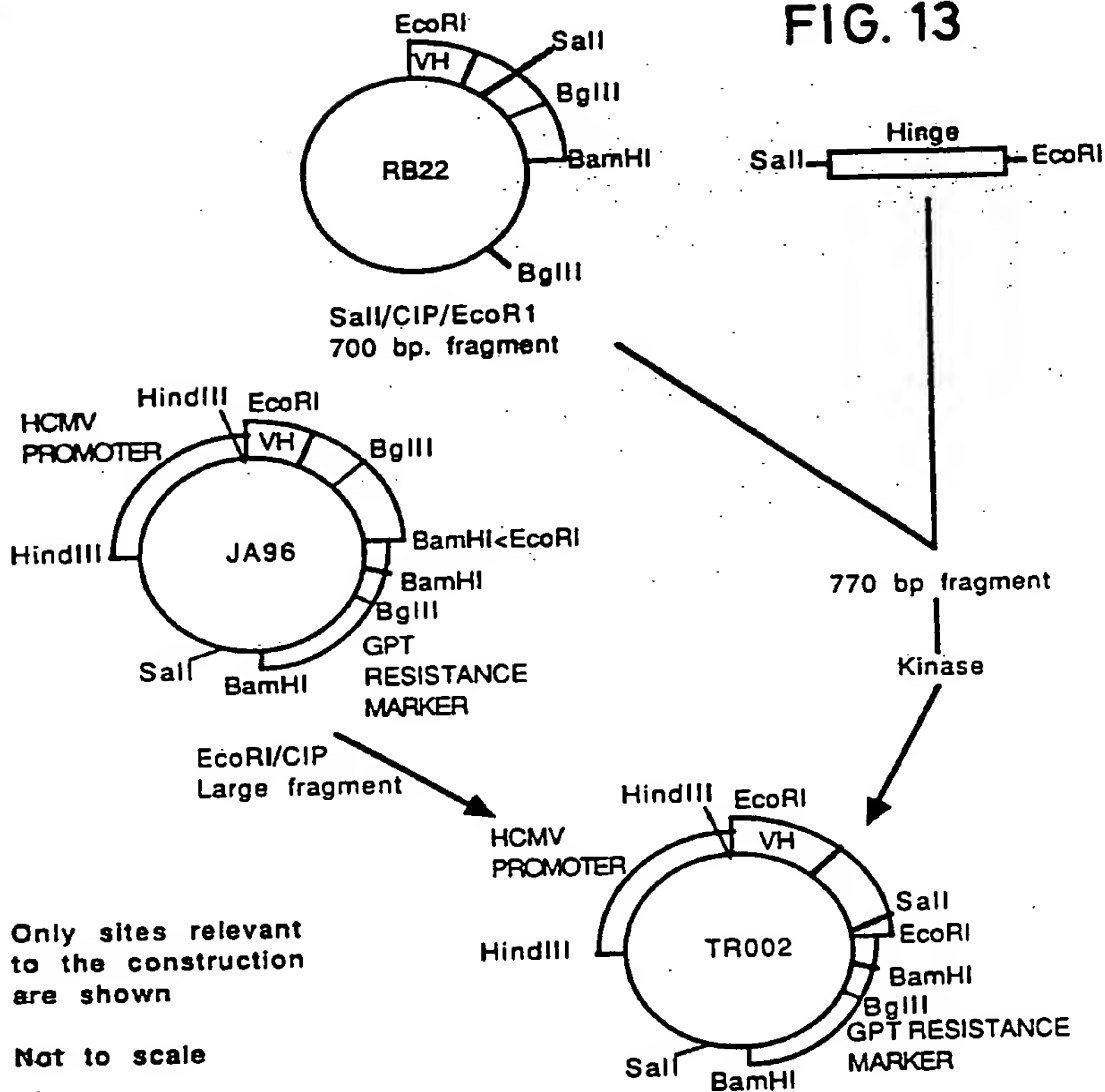 FIG. 13
EcoRI
VH
SalI
BglII
BamHI
RB22
BglII
SalI/CIP/EcoR1
700 bp. fragment
Hinge
SalI
EcoRI
HCMV
PROMOTER
HindIII
EcoRI
VH
BglII
HindIII
JA96
BamHI<EcoRI
BamHI
BglII
GPT
RESISTANCE
MARKER
SalI
BamHI
EcoRI/CIP
Large fragment
770 bp fragment
Kinase
HCMV
PROMOTER
HindIII
EcoRI
VH
SalI
EcoRI
HindIII
TR002
BamHI
BglII
GPT RESISTANCE
MARKER
SalI
BamHI
Only sites relevant
to the construction
are shown
Not to scale